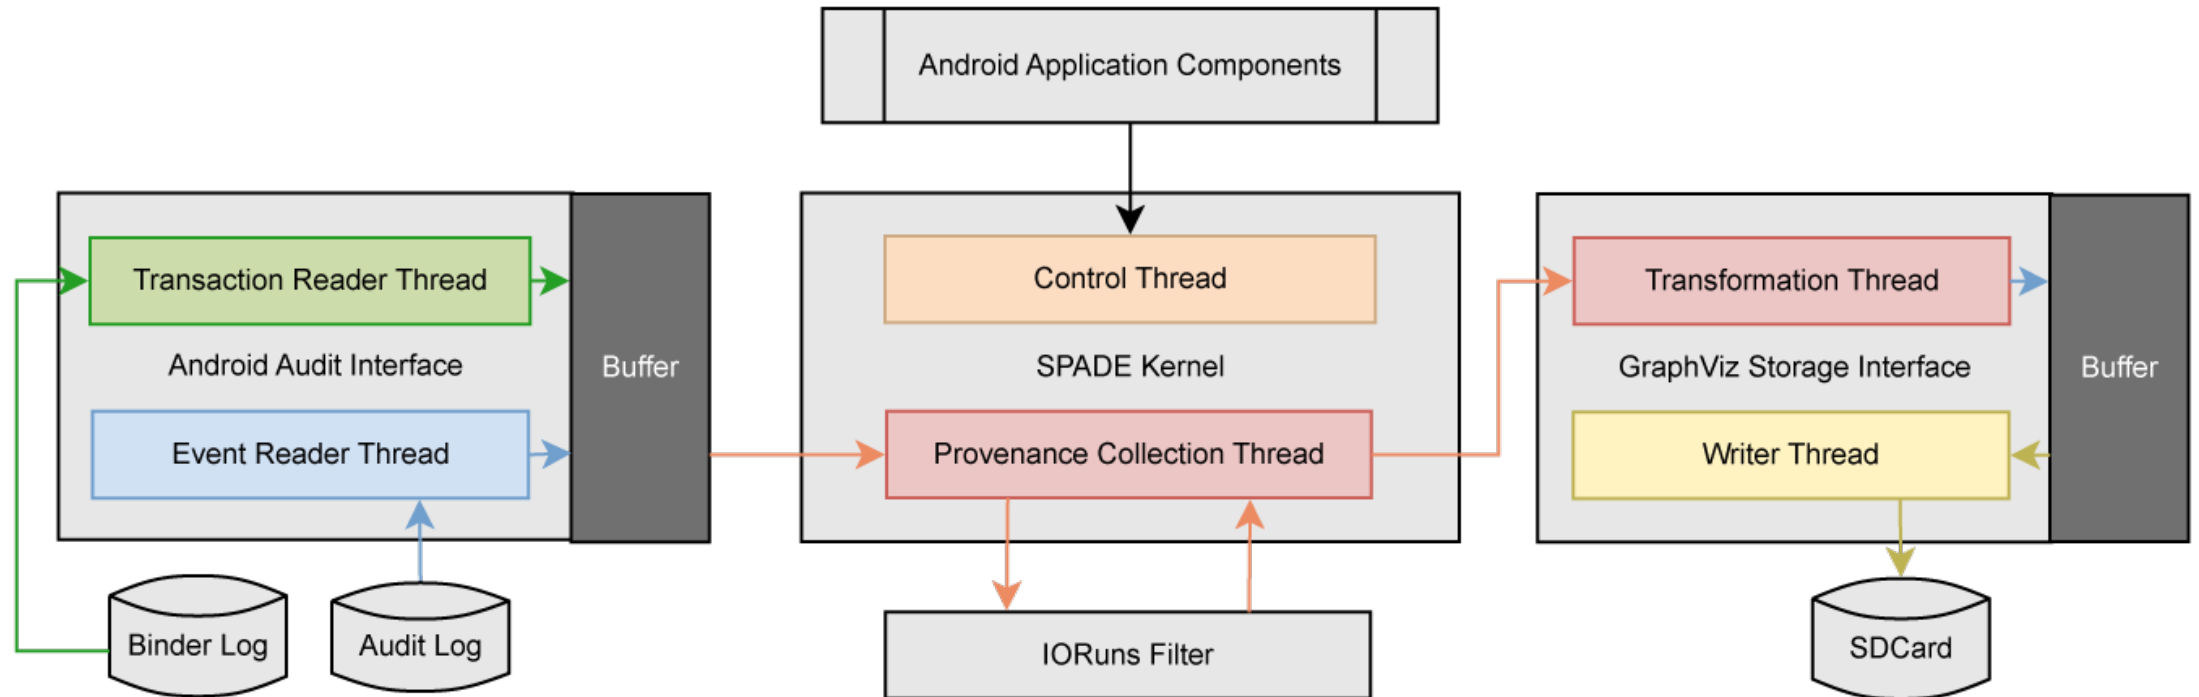 Android Application Components
Transaction Reader Thread
Android Audit Interface
Event Reader Thread
Buffer
Binder Log
Audit Log
Control Thread
SPADE Kernel
Provenance Collection Thread
IORuns Filter
Transformation Thread
GraphViz Storage Interface
Writer Thread
Buffer
SDCard